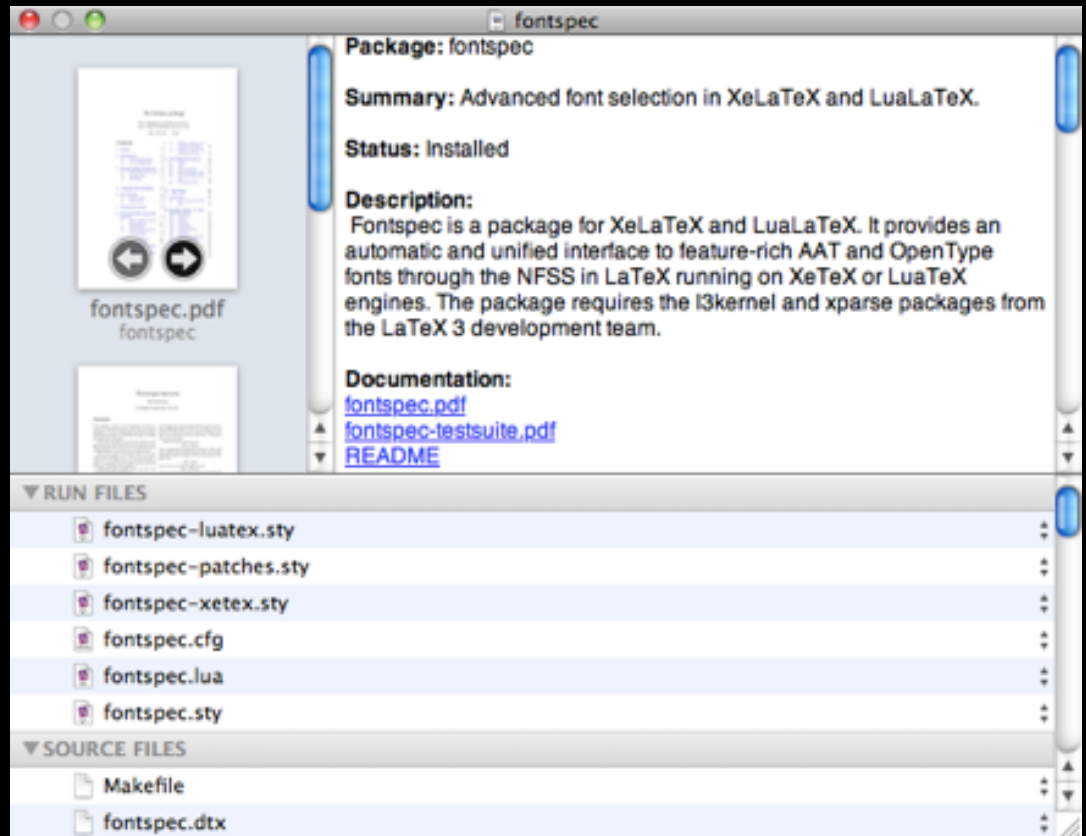 fontspec
fontspec.pdf
fontspec
Package: fontspec
Summary: Advanced font selection in XeLaTeX and LuaLaTeX.
Status: Installed
Description:
Fontspec is a package for XeLaTeX and LuaLaTeX. It provides an
automatic and unified interface to feature-rich AAT and OpenType
fonts through the NFSS in LaTeX running on XeTeX or LuaTeX
engines. The package requires the l3kernel and xparse packages from
the LaTeX 3 development team.
Documentation:
fontspec.pdf
fontspec-testsuite.pdf
README
RUN FILES
fontspec-luatex.sty
fontspec-patches.sty
fontspec-xetex.sty
fontspec.cfg
fontspec.lua
fontspec.sty
SOURCE FILES
Makefile
fontspec.dtx